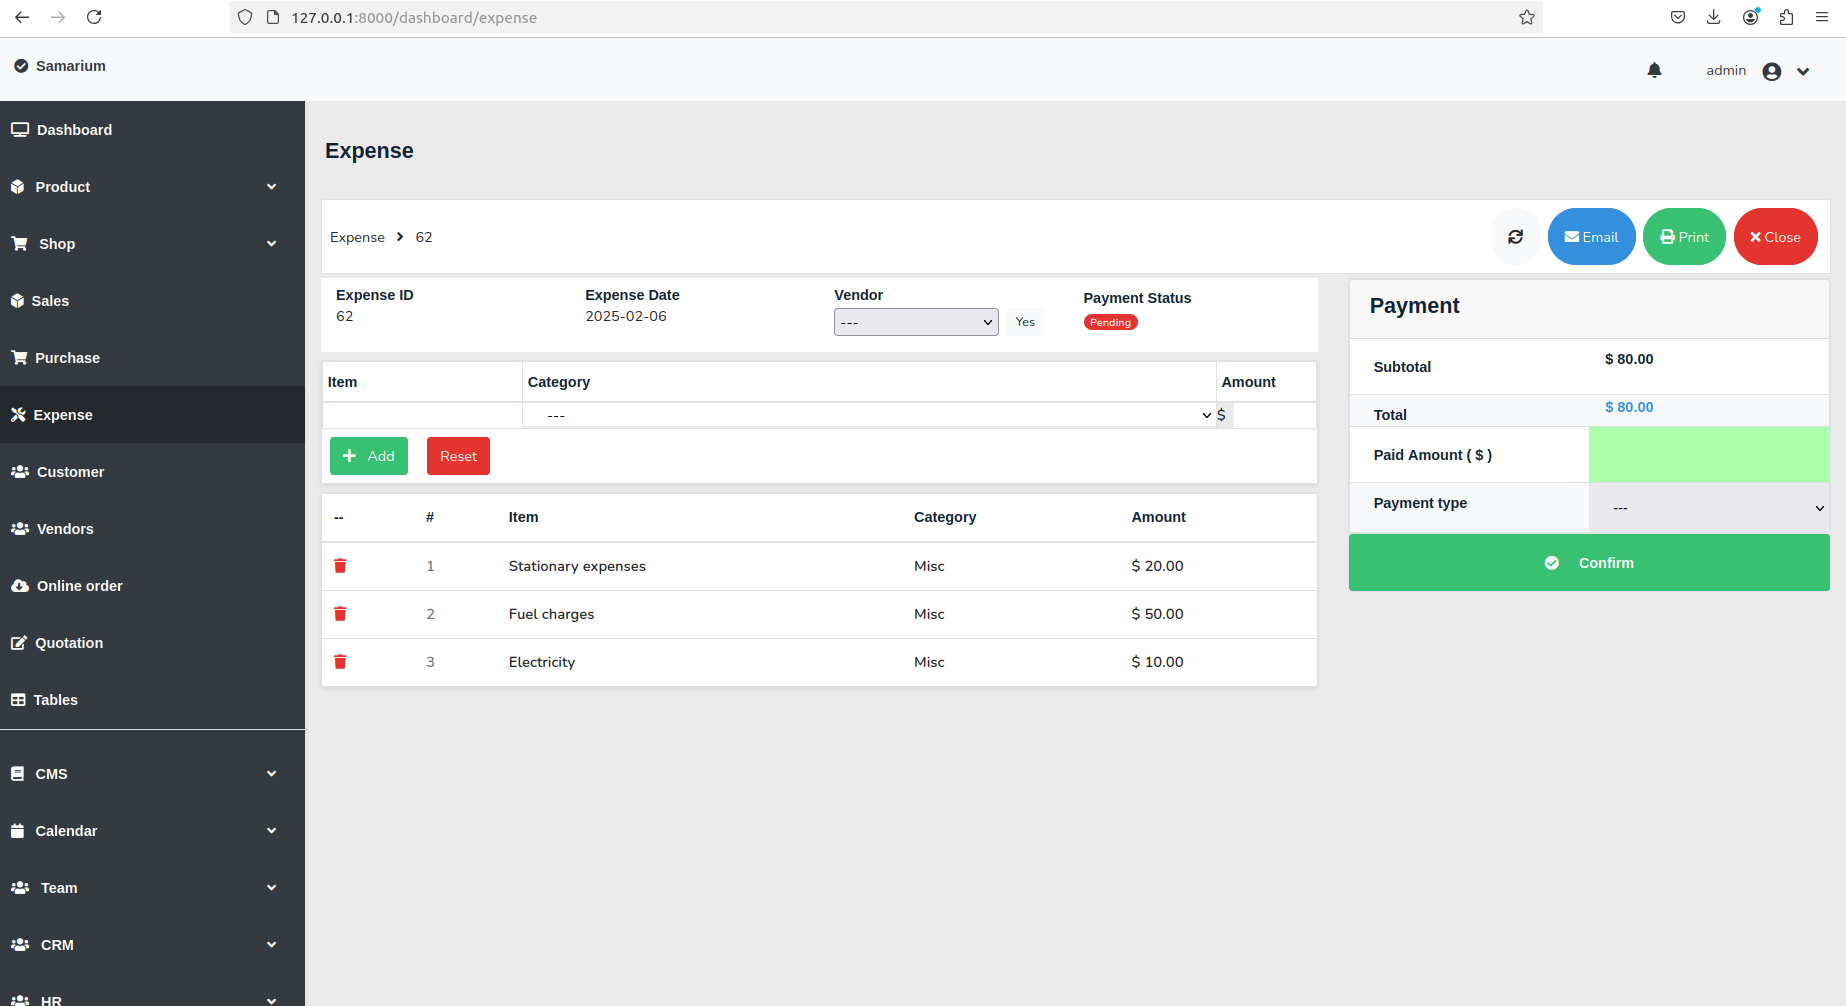 127.0.0.1:8000/dashboard/expense
Samarium
admin
Dashboard
Product
Shop
Sales
Purchase
Expense
Customer
Vendors
Online order
Quotation
Tables
CMS
Calendar
Team
CRM
HR
Expense
Expense 62
Email
Print
Close
Expense ID
62
Expense Date
2025-02-06
Vendor
---
Yes
Payment Status
Pending
Item Category Amount
--- $
Add
Reset
-- # Item Category Amount
1 Stationary expenses Misc $ 20.00
2 Fuel charges Misc $ 50.00
3 Electricity Misc $ 10.00
Payment
Subtotal $ 80.00
Total $ 80.00
Paid Amount ( $ )
Payment type ---
Confirm